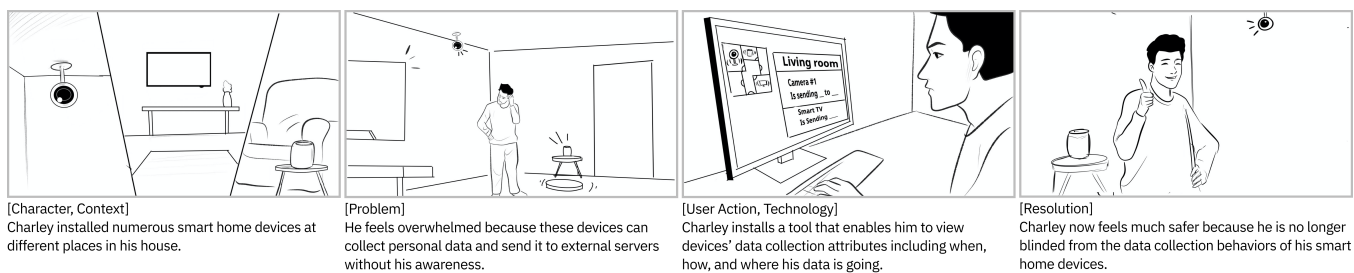 Living room
Camera #1
Is sending _ to __
Smart TV
Is Sending ___
[Character, Context]
Charley installed numerous smart home devices at
different places in his house.
[Problem]
He feels overwhelmed because these devices can
collect personal data and send it to external servers
without his awareness.
[User Action, Technology]
Charley installs a tool that enables him to view
devices’ data collection attributes including when,
how, and where his data is going.
[Resolution]
Charley now feels much safer because he is no longer
blinded from the data collection behaviors of his smart
home devices.